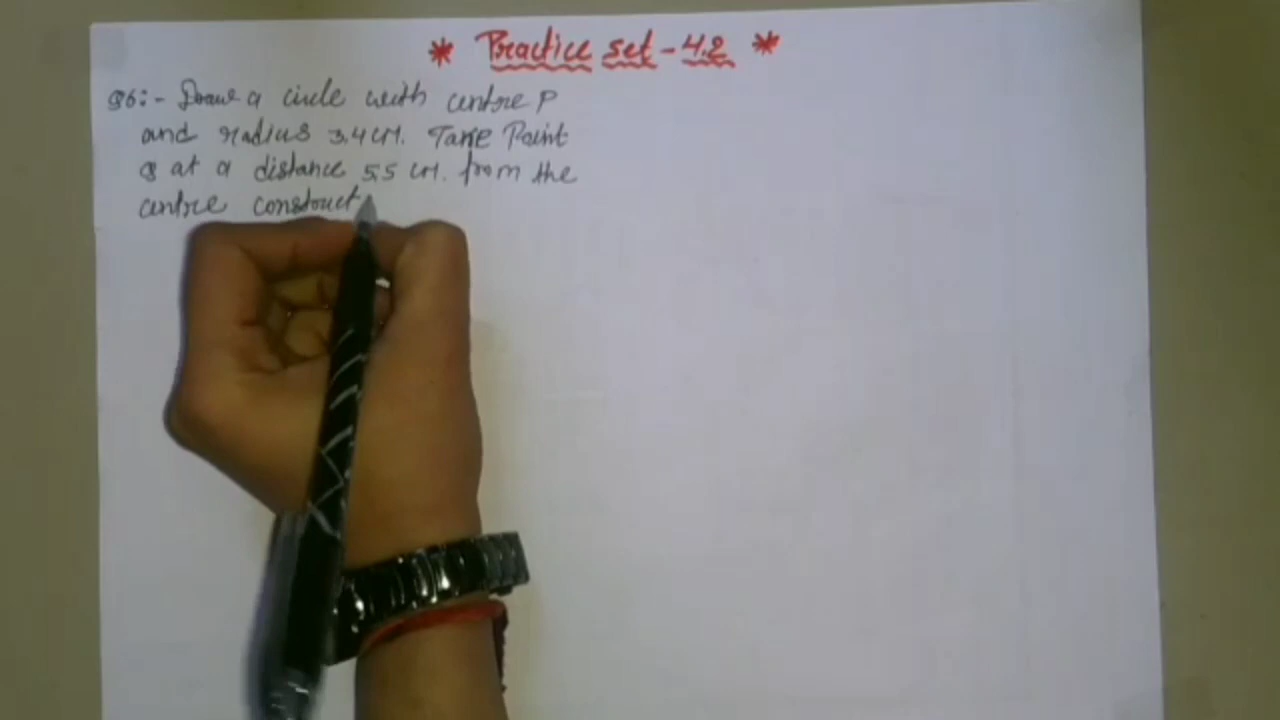 * Practice set - 4.2 *
Q6:- Draw a circle with centre P
and radius 3.4 CM. Take Point
Q at a distance 5.5 CM. from the
centre construct